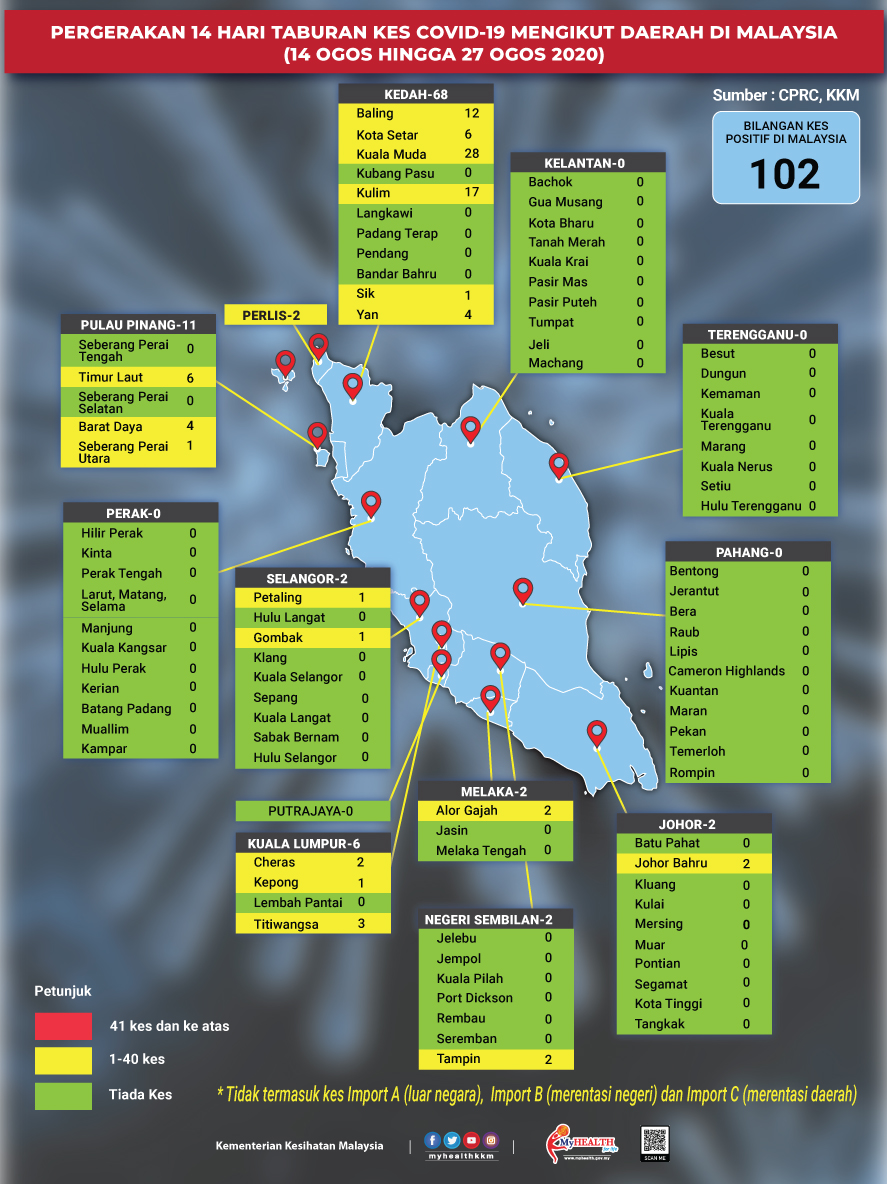 PERGERAKAN 14 HARI TABURAN KES COVID-19 MENGIKUT DAERAH DI MALAYSIA
(14 OGOS HINGGA 27 OGOS 2020)
Sumber : CPRC, KKM
BILANGAN KES
POSITIF DI MALAYSIA
102
KEDAH-68
Baling 12
Kota Setar 6
Kuala Muda 28
Kubang Pasu 0
Kulim 17
Langkawi 0
Padang Terap 0
Pendang 0
Bandar Bahru 0
Sik 1
Yan 4
KELANTAN-0
Bachok 0
Gua Musang 0
Kota Bharu 0
Tanah Merah 0
Kuala Krai 0
Pasir Mas 0
Pasir Puteh 0
Tumpat 0
Jeli 0
Machang 0
PERLIS-2
PULAU PINANG-11
Seberang Perai
Tengah 0
Timur Laut 6
Seberang Perai
Selatan 0
Barat Daya 4
Seberang Perai 1
Utara
TERENGGANU-0
Besut 0
Dungun 0
Kemaman 0
Kuala
Terengganu 0
Marang 0
Kuala Nerus 0
Setiu 0
Hulu Terengganu 0
PERAK-0
Hilir Perak 0
Kinta 0
Perak Tengah 0
Larut, Matang,
Selama 0
Manjung 0
Kuala Kangsar 0
Hulu Perak 0
Kerian 0
Batang Padang 0
Muallim 0
Kampar 0
SELANGOR-2
Petaling 1
Hulu Langat 0
Gombak 1
Klang 0
Kuala Selangor 0
Sepang 0
Kuala Langat 0
Sabak Bernam 0
Hulu Selangor 0
PAHANG-0
Bentong 0
Jerantut 0
Bera 0
Raub 0
Lipis 0
Cameron Highlands 0
Kuantan 0
Maran 0
Pekan 0
Temerloh 0
Rompin 0
PUTRAJAYA-0
KUALA LUMPUR-6
Cheras 2
Kepong 1
Lembah Pantai 0
Titiwangsa 3
MELAKA-2
Alor Gajah 2
Jasin 0
Melaka Tengah 0
NEGERI SEMBILAN-2
Jelebu 0
Jempol 0
Kuala Pilah 0
Port Dickson 0
Rembau 0
Seremban 0
Tampin 2
JOHOR-2
Batu Pahat 0
Johor Bahru 2
Kluang 0
Kulai 0
Mersing 0
Muar 0
Pontian 0
Segamat 0
Kota Tinggi 0
Tangkak 0
Petunjuk
41 kes dan ke atas
1-40 kes
Tiada Kes
* Tidak termasuk kes Import A (luar negara), Import B (merentasi negeri) dan Import C (merentasi daerah)
Kementerian Kesihatan Malaysia
myhealthkkm
MyHEALTH
for life
www.myhealth.gov.my
SCAN ME